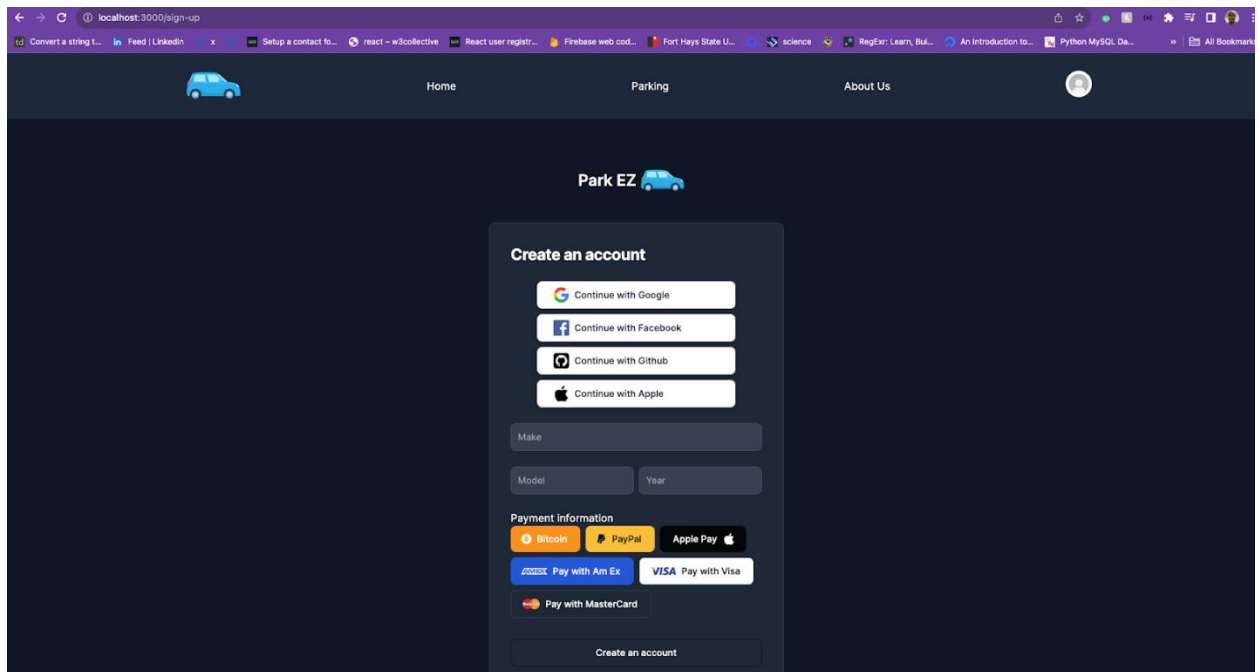 localhost:3000/sign-up
Convert a string t... Feed | LinkedIn x Setup a contact fo... react – w3collective React user registr... Firebase web cod... Fort Hays State U... science RegExr: Learn, Bui... An Introduction to... Python MySQL Da... » All Bookmarks
Home Parking About Us
Park EZ
Create an account
Continue with Google
Continue with Facebook
Continue with Github
Continue with Apple
Make
Model Year
Payment information
Bitcoin PayPal Apple Pay
AMEX Pay with Am Ex VISA Pay with Visa
Pay with MasterCard
Create an account